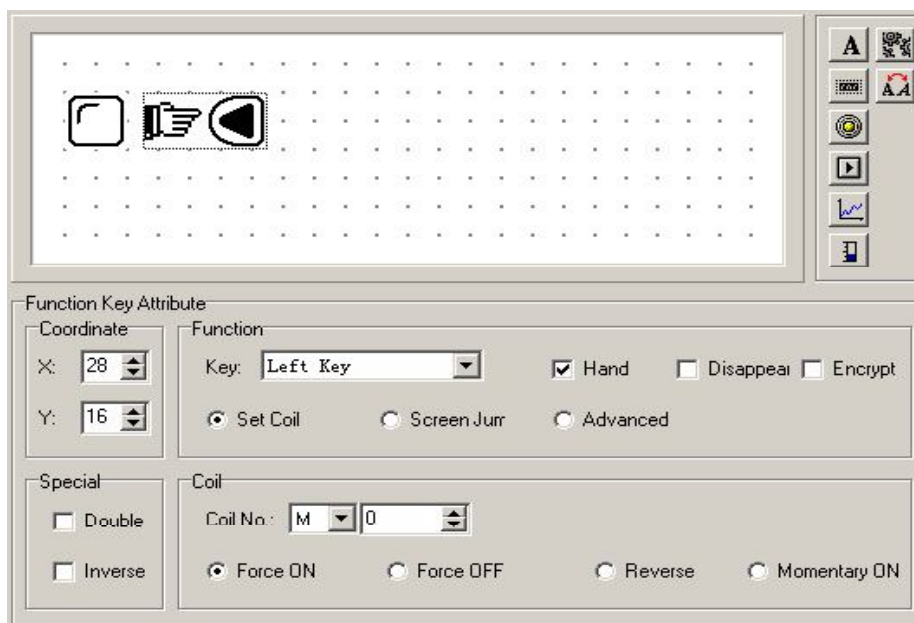 A
A A
Function Key Attribute
Coordinate
Function
X: 28
Key: Left Key
Hand
Disappear
Encrypt
Y: 16
Set Coil
Screen Jum
Advanced
Special
Coil
Double
Coil No.: M 0
Inverse
Force ON
Force OFF
Reverse
Momentary ON